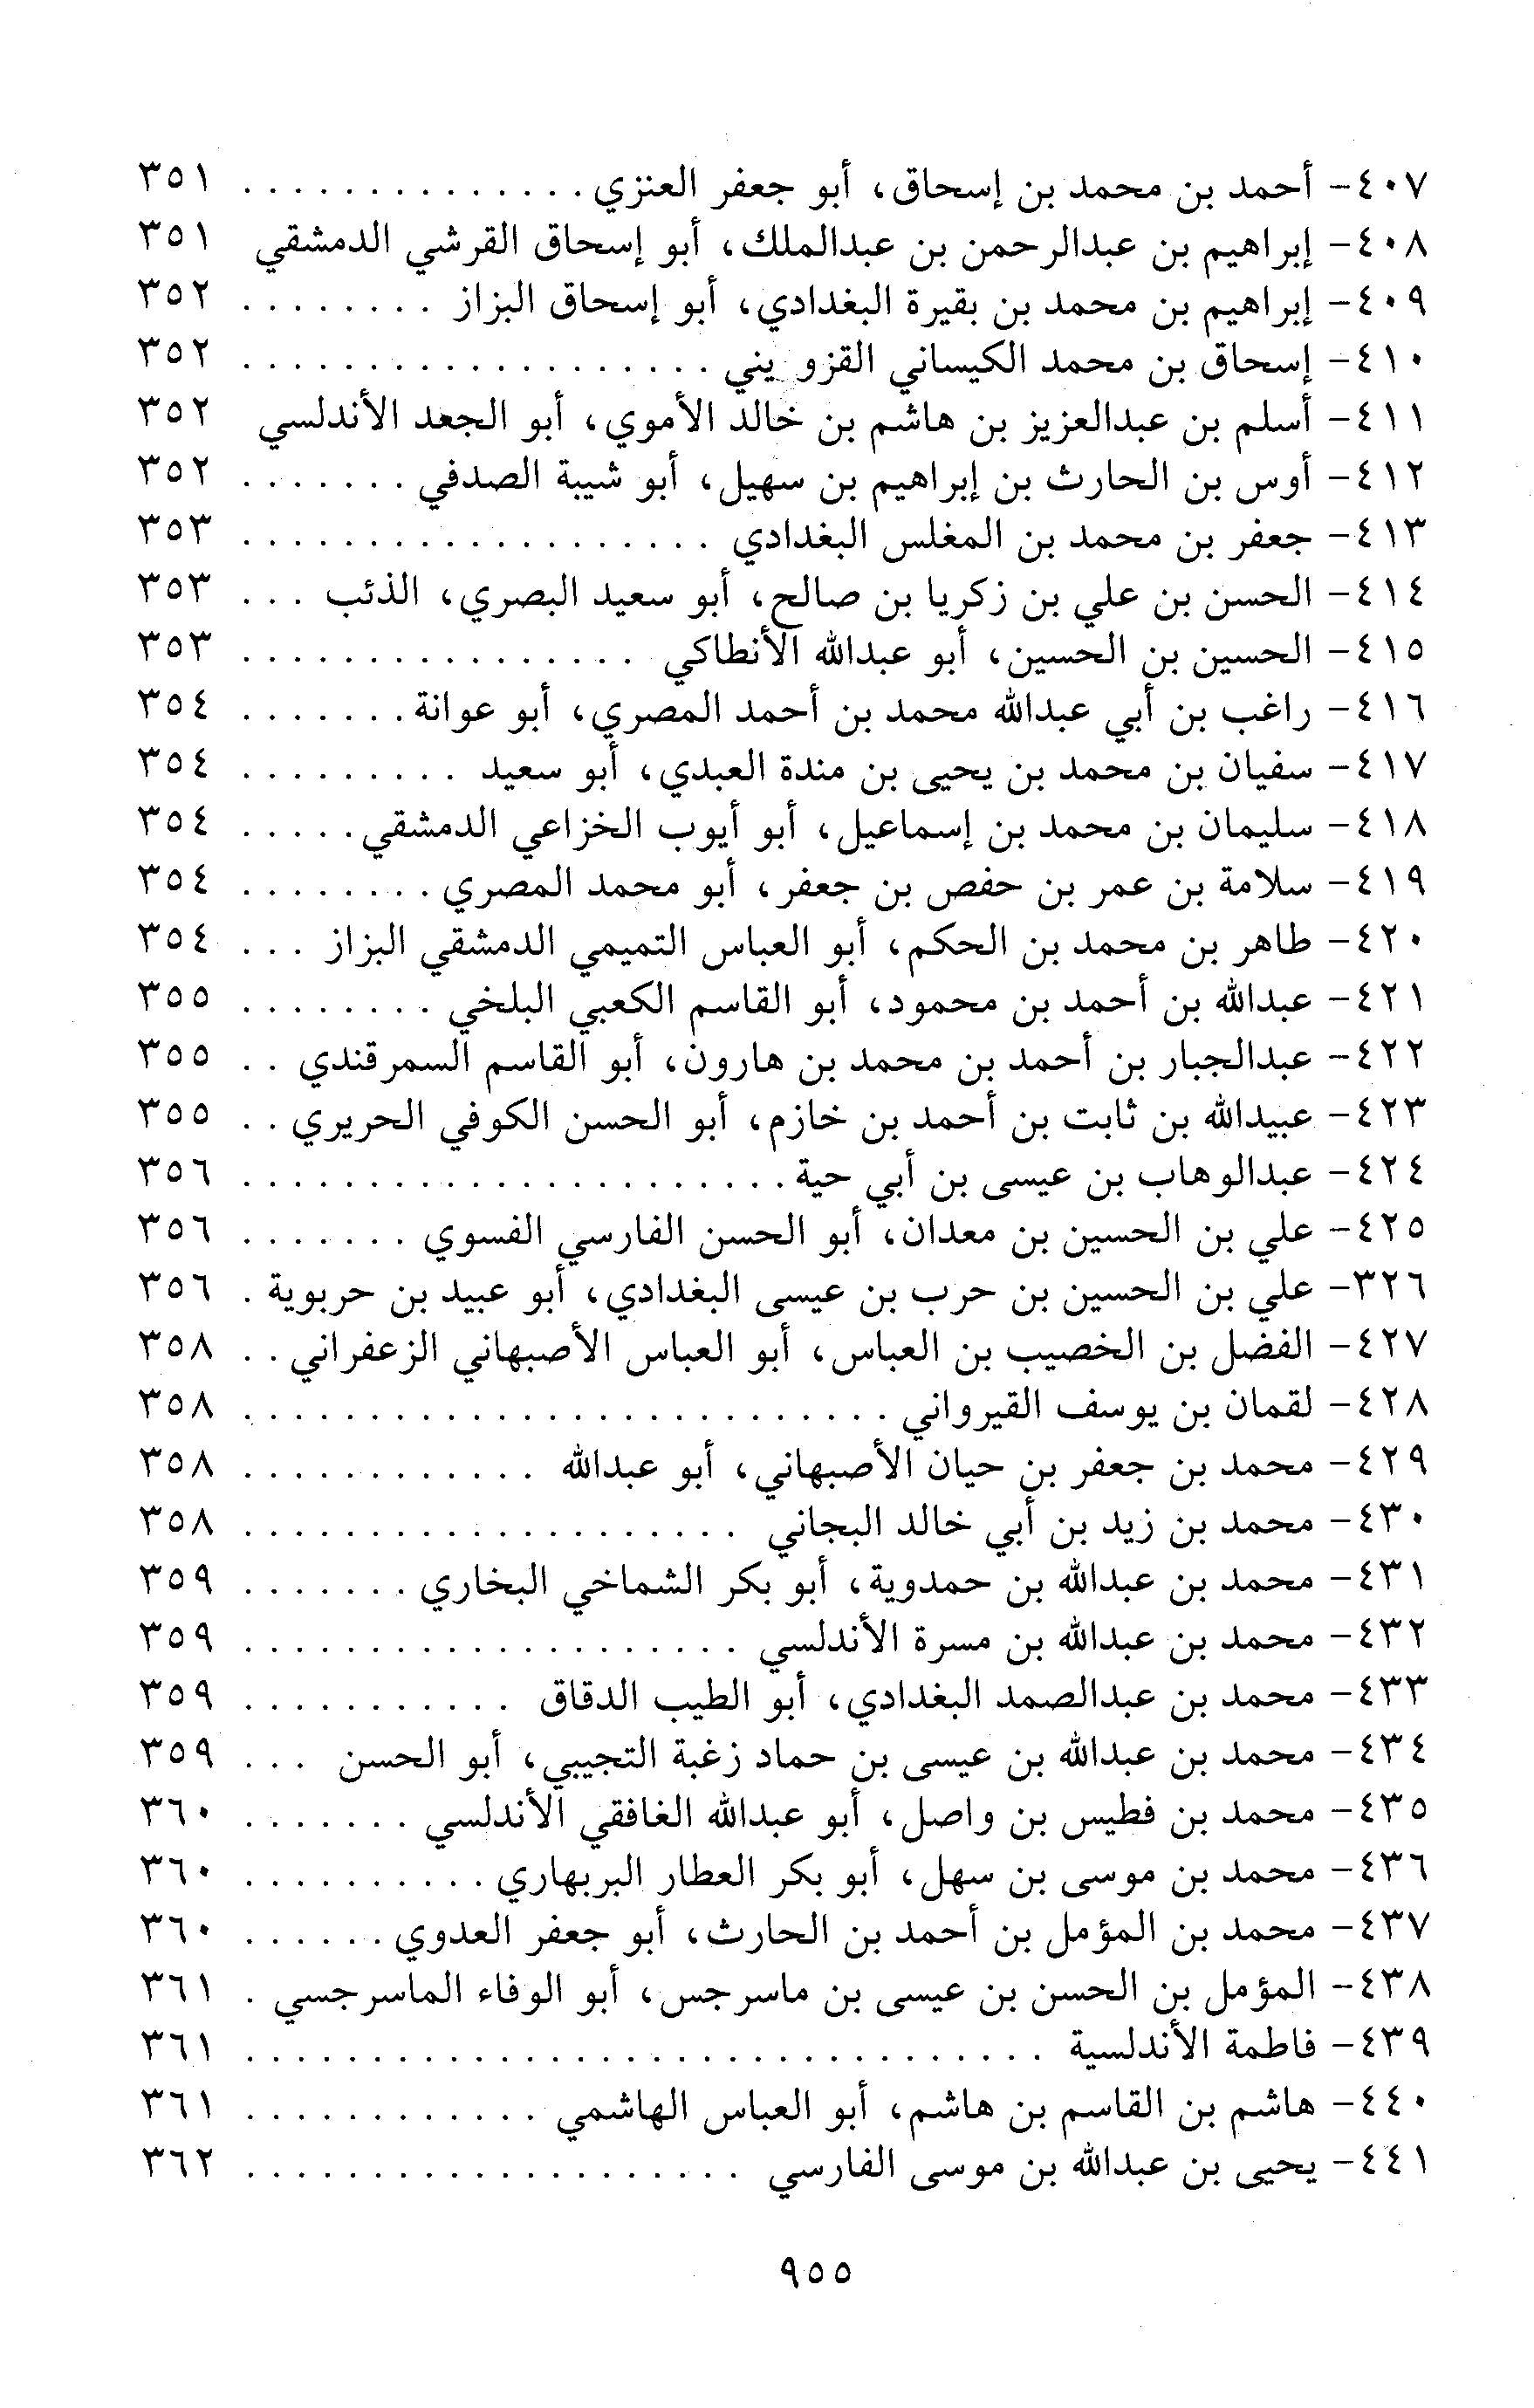 ٤٠٧- أحمد بن محمد بن إسحاق، أبو جعفر العنزي . . . . . . . . . . . . . . ٣٥١
٤٠٨- إبراهيم بن عبدالرحمن بن عبدالملك، أبو إسحاق القرشي الدمشقي ٣٥١
٤٠٩- إبراهيم بن محمد بن بقيرة البغدادي، أبو إسحاق البزاز . . . . . . . . ٣٥٢
٤١٠- إسحاق بن محمد الكيساني القزويني . . . . . . . . . . . . . . . . . . . ٣٥٢
٤١١- أسلم بن عبدالعزيز بن هاشم بن خالد الأموي، أبو الجعد الأندلسي ٣٥٢
٤١٢- أوس بن الحارث بن إبراهيم بن سهيل، أبو شيبة الصدفي . . . . . . . ٣٥٢
٤١٣- جعفر بن محمد بن المغلس البغدادي . . . . . . . . . . . . . . . . . . . ٣٥٣
٤١٤- الحسن بن علي بن زكريا بن صالح، أبو سعيد البصري، الذئب . . . ٣٥٣
٤١٥- الحسين بن الحسين، أبو عبدالله الأنطاكي . . . . . . . . . . . . . . . . ٣٥٣
٤١٦- راغب بن أبي عبدالله محمد بن أحمد المصري، أبو عوانة . . . . . . . ٣٥٤
٤١٧- سفيان بن محمد بن يحيى بن مندة العبدي، أبو سعيد . . . . . . . . . ٣٥٤
٤١٨- سليمان بن محمد بن إسماعيل، أبو أيوب الخزاعي الدمشقي . . . . . ٣٥٤
٤١٩- سلامة بن عمر بن حفص بن جعفر، أبو محمد المصري . . . . . . . . ٣٥٤
٤٢٠- طاهر بن محمد بن الحكم، أبو العباس التميمي الدمشقي البزاز . . . ٣٥٤
٤٢١- عبدالله بن أحمد بن محمود، أبو القاسم الكعبي البلخي . . . . . . . . ٣٥٥
٤٢٢- عبدالجبار بن أحمد بن محمد بن هارون، أبو القاسم السمرقندي . . ٣٥٥
٤٢٣- عبيدالله بن ثابت بن أحمد بن خازم، أبو الحسن الكوفي الحريري . . ٣٥٥
٤٢٤- عبدالوهاب بن عيسى بن أبي حية . . . . . . . . . . . . . . . . . . . . . . ٣٥٦
٤٢٥- علي بن الحسين بن معدان، أبو الحسن الفارسي الفسوي . . . . . . . ٣٥٦
٣٢٦- علي بن الحسين بن حرب بن عيسى البغدادي، أبو عبيد بن حربوية . ٣٥٦
٤٢٧- الفضل بن الخصيب بن العباس، أبو العباس الأصبهاني الزعفراني . . ٣٥٨
٤٢٨- لقمان بن يوسف القيرواني . . . . . . . . . . . . . . . . . . . . . . . . . . ٣٥٨
٤٢٩- محمد بن جعفر بن حيان الأصبهاني، أبو عبدالله . . . . . . . . . . . . ٣٥٨
٤٣٠- محمد بن زيد بن أبي خالد البجاني . . . . . . . . . . . . . . . . . . . . ٣٥٨
٤٣١- محمد بن عبدالله بن حمدوية، أبو بكر الشماخي البخاري . . . . . . . ٣٥٩
٤٣٢- محمد بن عبدالله بن مسرة الأندلسي . . . . . . . . . . . . . . . . . . . . ٣٥٩
٤٣٣- محمد بن عبدالصمد البغدادي، أبو الطيب الدقاق . . . . . . . . . . . ٣٥٩
٤٣٤- محمد بن عبدالله بن عيسى بن حماد زغبة التجيبي، أبو الحسن . . . ٣٥٩
٤٣٥- محمد بن فطيس بن واصل، أبو عبدالله الغافقي الأندلسي . . . . . . . ٣٦٠
٤٣٦- محمد بن موسى بن سهل، أبو بكر العطار البربهاري . . . . . . . . . . ٣٦٠
٤٣٧- محمد بن المؤمل بن أحمد بن الحارث، أبو جعفر العدوي . . . . . . ٣٦٠
٤٣٨- المؤمل بن الحسن بن عيسى بن ماسرجس، أبو الوفاء الماسرجسي . ٣٦١
٤٣٩- فاطمة الأندلسية . . . . . . . . . . . . . . . . . . . . . . . . . . . . . . . . ٣٦١
٤٤٠- هاشم بن القاسم بن هاشم، أبو العباس الهاشمي . . . . . . . . . . . . ٣٦١
٤٤١- يحيى بن عبدالله بن موسى الفارسي . . . . . . . . . . . . . . . . . . . . ٣٦٢
٩٥٥